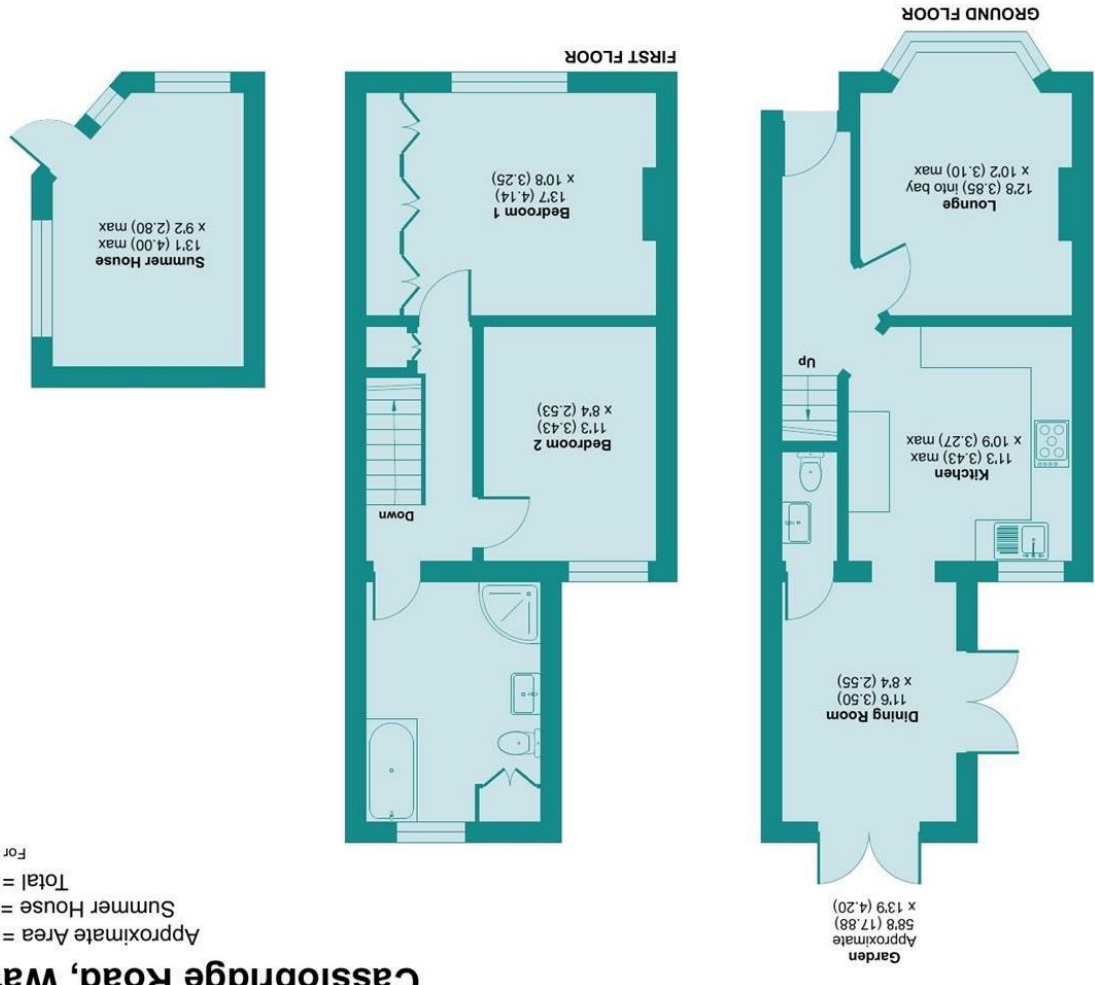 Cassiobridge Road, Wat
Approximate Area =
Summer House =
Total =
For
Garden
Approximate
58'8 (17.88)
x 13'9 (4.20)
Dining Room
11'6 (3.50)
x 8'4 (2.55)
Kitchen
11'3 (3.43) max
x 10'9 (3.27) max
Up
Lounge
12'8 (3.85) into bay
x 10'2 (3.10) max
GROUND FLOOR
Down
Bedroom 2
11'3 (3.43)
x 8'4 (2.53)
Bedroom 1
13'7 (4.14)
x 10'8 (3.25)
FIRST FLOOR
Summer House
13'1 (4.00) max
x 9'2 (2.80) max